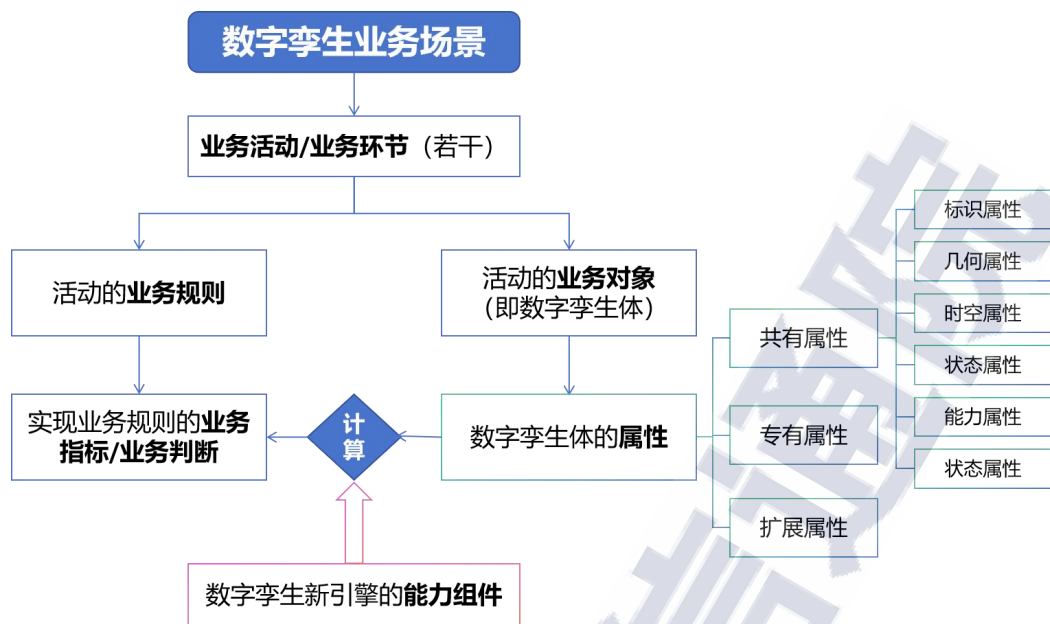 数字孪生业务场景
业务活动/业务环节（若干）
活动的业务规则
活动的业务对象
（即数字孪生体）
实现业务规则的业务
指标/业务判断
计
算
数字孪生体的属性
数字孪生新引擎的能力组件
共有属性
专有属性
扩展属性
标识属性
几何属性
时空属性
状态属性
能力属性
状态属性
信通院